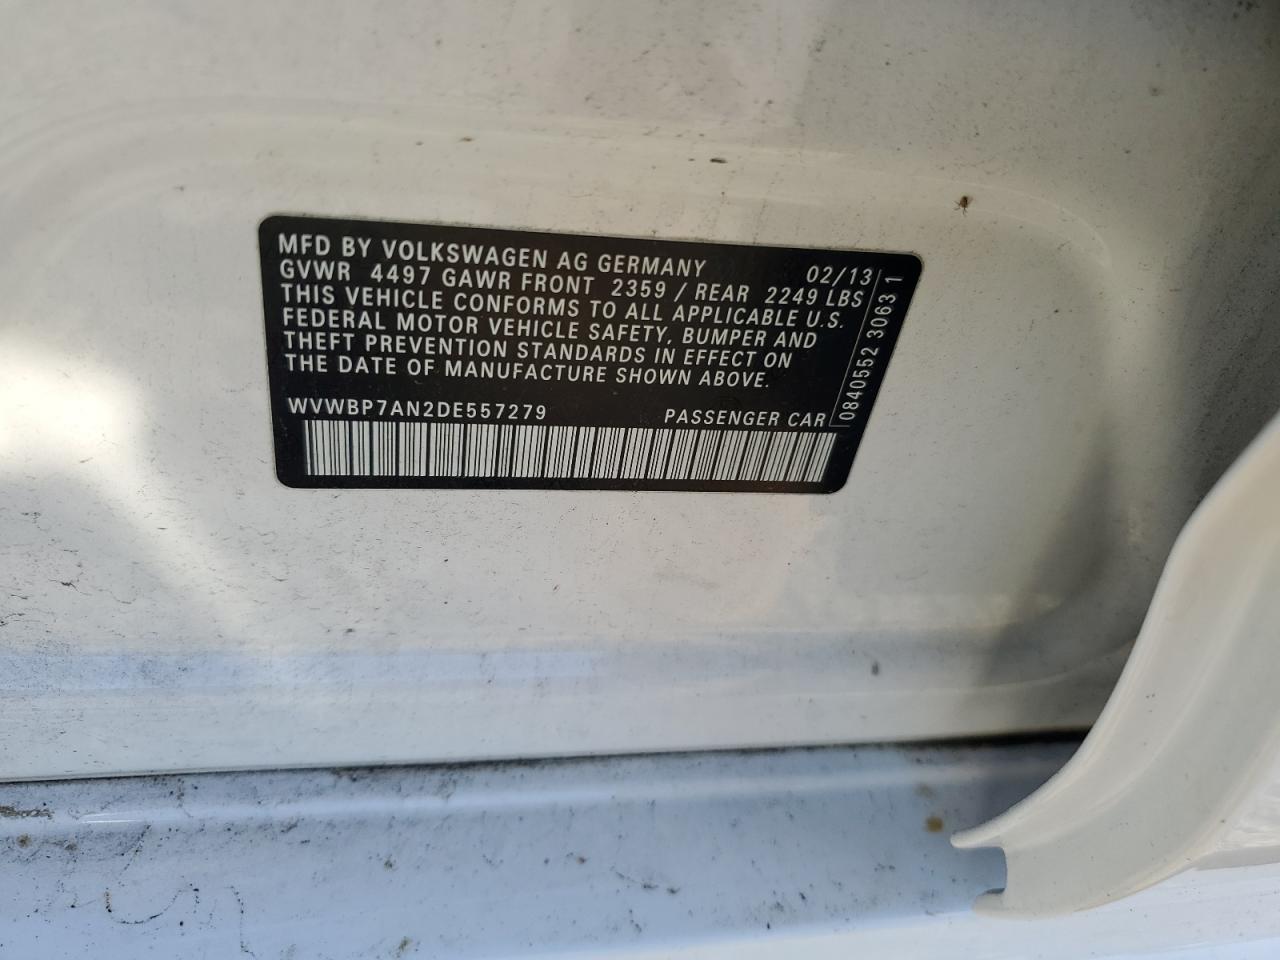 MFD BY VOLKSWAGEN AG GERMANY 02/13
GVWR 4497 GAWR FRONT 2359 / REAR 2249 LBS
THIS VEHICLE CONFORMS TO ALL APPLICABLE U.S.
FEDERAL MOTOR VEHICLE SAFETY, BUMPER AND
THEFT PREVENTION STANDARDS IN EFFECT ON
THE DATE OF MANUFACTURE SHOWN ABOVE.
WVWBP7AN2DE557279 PASSENGER CAR
0840552 3063 1